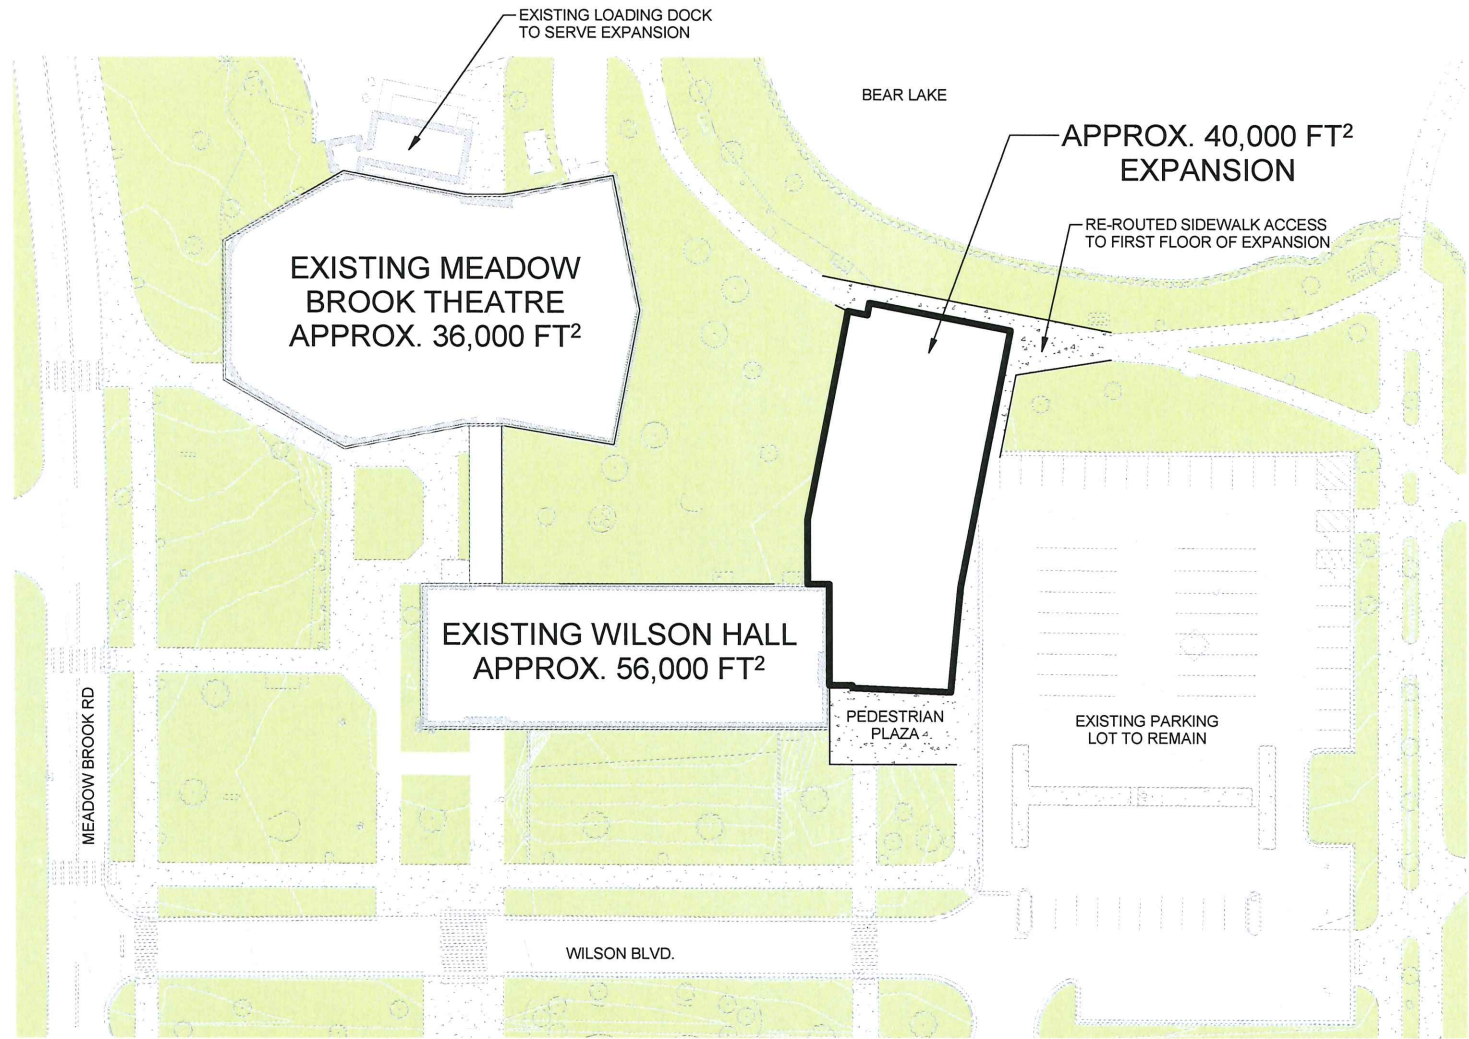 EXISTING LOADING DOCK
TO SERVE EXPANSION
BEAR LAKE
APPROX. 40,000 FT²
EXPANSION
RE-ROUTED SIDEWALK ACCESS
TO FIRST FLOOR OF EXPANSION
EXISTING MEADOW
BROOK THEATRE
APPROX. 36,000 FT²
EXISTING WILSON HALL
APPROX. 56,000 FT²
PEDESTRIAN
PLAZA
EXISTING PARKING
LOT TO REMAIN
MEADOW BROOK RD
WILSON BLVD.